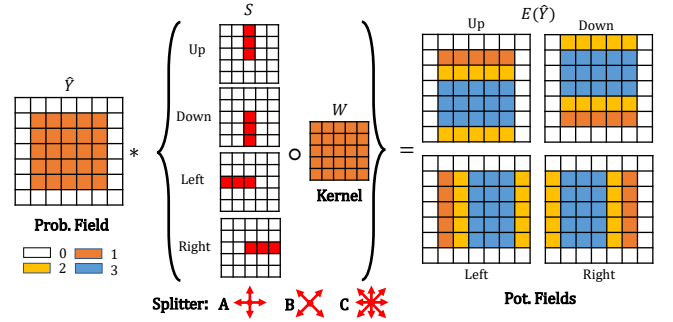 S
E(Ŷ)
Up
Down
Up
Ŷ
Down
W
*
∘
=
Left
Kernel
Prob. Field
Right
0
1
2
3
Left
Right
Splitter: A B C
Pot. Fields